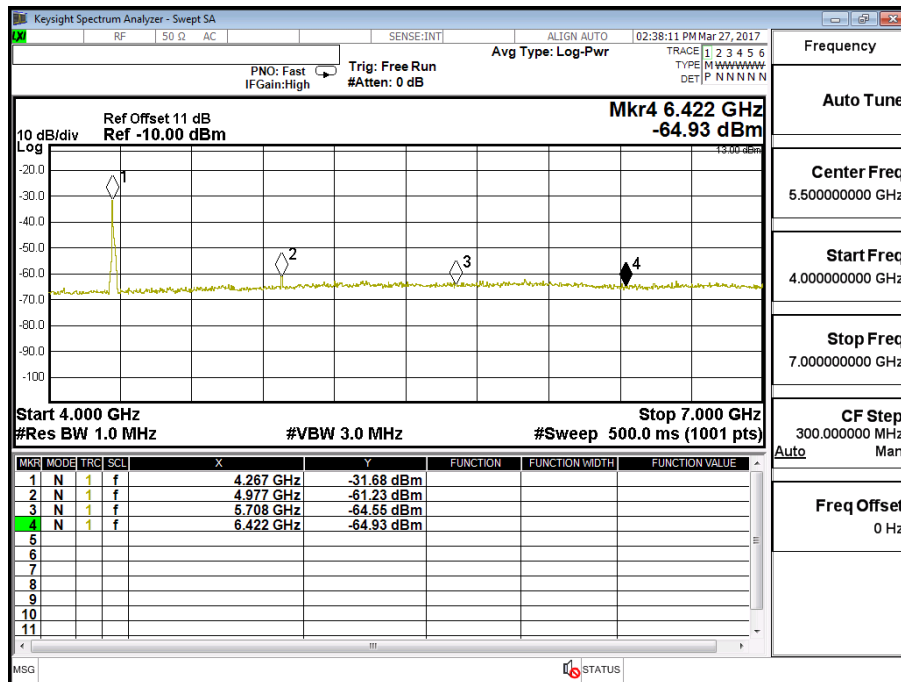 Keysight Spectrum Analyzer - Swept SA
LXI RF 50 Ω AC SENSE:INT ALIGN AUTO 02:38:11 PM Mar 27, 2017
Frequency
Avg Type: Log-Pwr TRACE 1 2 3 4 5 6
PNO: Fast Trig: Free Run TYPE M WWWWW
IFGain:High #Atten: 0 dB DET P N N N N N
Auto Tune
Ref Offset 11 dB Mkr4 6.422 GHz
10 dB/div Ref -10.00 dBm -64.93 dBm
Log
13.00 dBm
-20.0
-30.0
-40.0
-50.0
-60.0
-70.0
-80.0
-90.0
-100
1
2
3
4
Center Freq
5.500000000 GHz
Start Freq
4.000000000 GHz
Stop Freq
7.000000000 GHz
Start 4.000 GHz Stop 7.000 GHz
#Res BW 1.0 MHz #VBW 3.0 MHz #Sweep 500.0 ms (1001 pts)
CF Step
300.000000 MHz
Auto Man
MKR MODE TRC SCL X Y FUNCTION FUNCTION WIDTH FUNCTION VALUE
1 N 1 f 4.267 GHz -31.68 dBm
2 N 1 f 4.977 GHz -61.23 dBm
3 N 1 f 5.708 GHz -64.55 dBm
4 N 1 f 6.422 GHz -64.93 dBm
5
6
7
8
9
10
11
Freq Offset
0 Hz
MSG STATUS